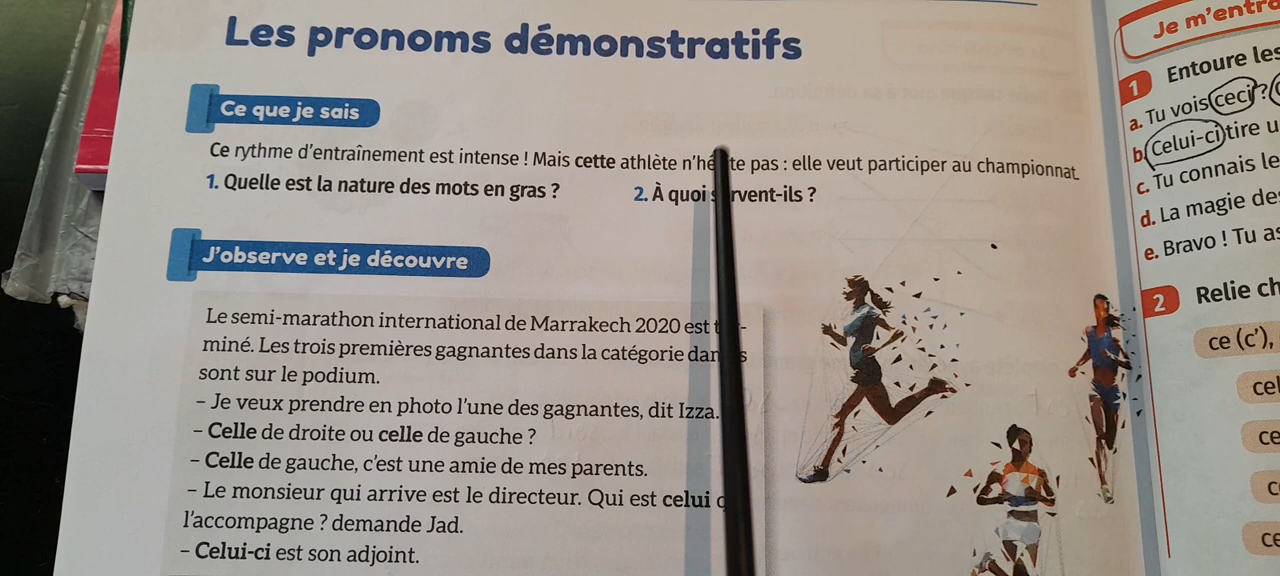 Les pronoms démonstratifs
Ce que je sais
Ce rythme d'entraînement est intense ! Mais cette athlète pas : elle veut participer au championnat.
1. Quelle est la nature des mots en gras ? 2. À quoi ?
J'observe et je découvre
Le semi-marathon international de Marrakech 2020 est
miné. Les trois premières gagnantes dans la catégorie
sont sur le podium.
– Je veux prendre en photo l'une des gagnantes, dit Izza.
– Celle de droite ou celle de gauche ?
– Celle de gauche, c'est une amie de mes parents.
– Le monsieur qui arrive est le directeur. Qui est celui
l'accompagne ? demande Jad.
– Celui-ci est son adjoint.
Je m'entra
1 Entoure les
a. Tu vois ceci ?
b. Celui-ci tire u
c. Tu connais le
d. La magie de
e. Bravo ! Tu as
2 Relie ch
ce (c'),
cel
ce
c
ce